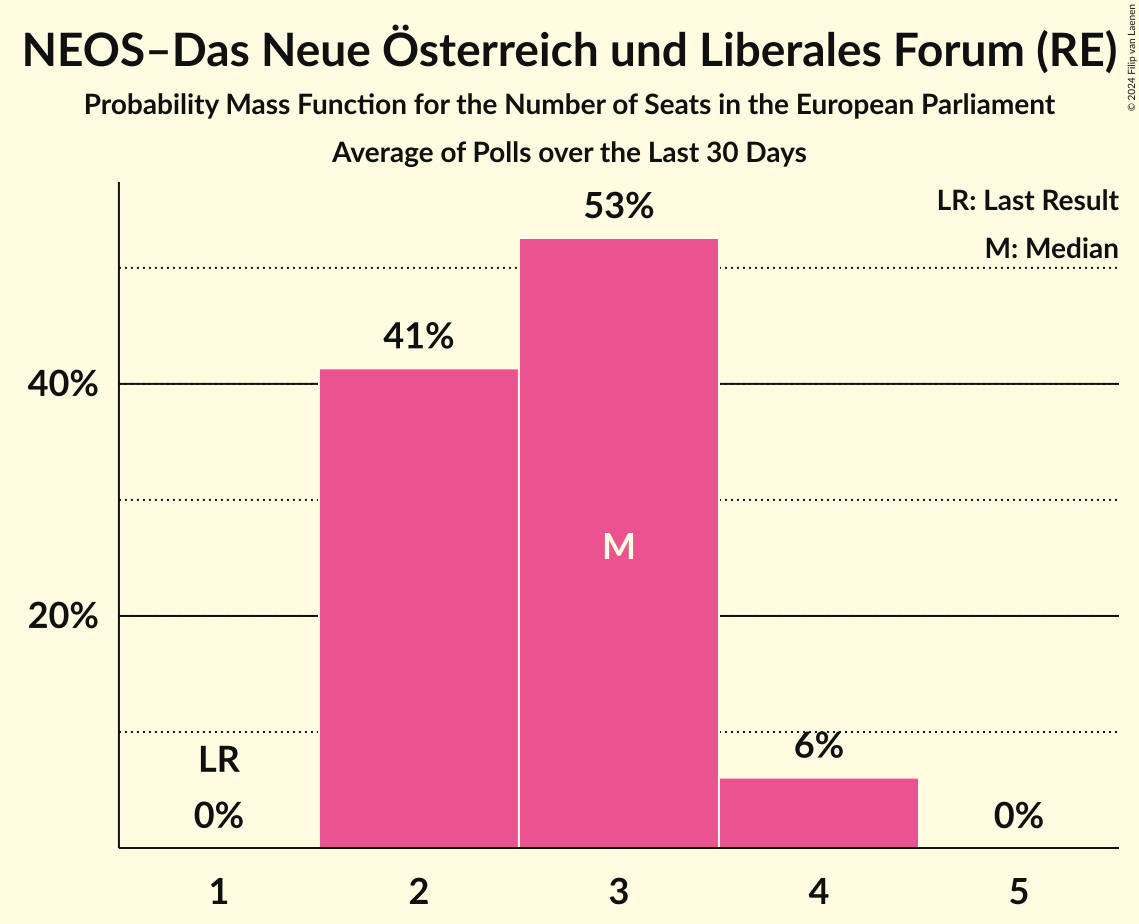 NEOS–Das Neue Österreich und Liberales Forum (RE)
Probability Mass Function for the Number of Seats in the European Parliament
Average of Polls over the Last 30 Days
© 2024 Filip van Laenen
LR: Last Result
M: Median
53%
41%
40%
M
20%
LR
6%
0%
0%
1 2 3 4 5